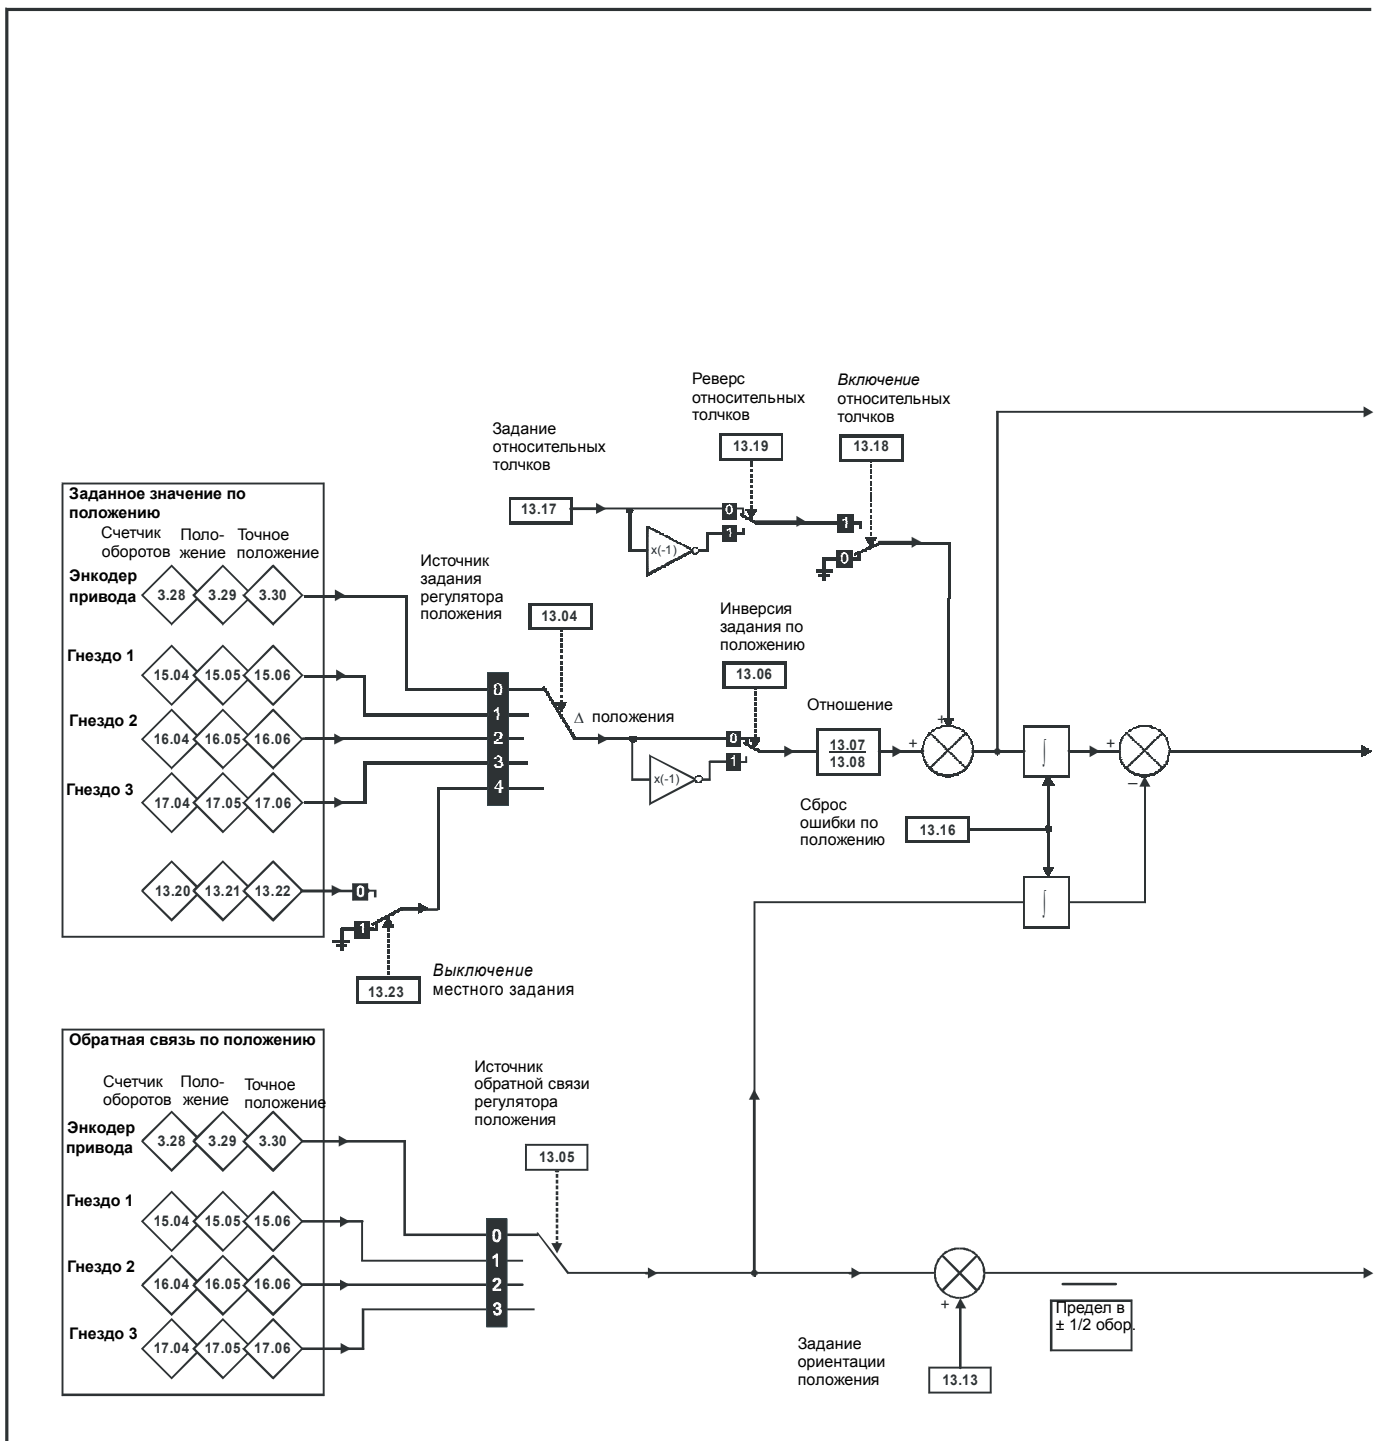 Реверс
относительных
толчков
13.19
Включение
относительных
толчков
13.18
Задание
относительных
толчков
13.17
x(-1)
0
1
1
0
Заданное значение по
положению
Счетчик
оборотов
Поло-
жение
Точное
положение
Энкодер
привода
3.28
3.29
3.30
Гнездо 1
15.04
15.05
15.06
Гнездо 2
16.04
16.05
16.06
Гнездо 3
17.04
17.05
17.06
13.20
13.21
13.22
0
1
13.23
Выключение
местного задания
Источник
задания
регулятора
положения
13.04
0
1
2
3
4
Δ положения
x(-1)
0
1
Инверсия
задания по
положению
13.06
Отношение
13.07
13.08
+
+
∫
+
–
Сброс
ошибки по
положению
13.16
∫
Обратная связь по положению
Счетчик
оборотов
Поло-
жение
Точное
положение
Энкодер
привода
3.28
3.29
3.30
Гнездо 1
15.04
15.05
15.06
Гнездо 2
16.04
16.05
16.06
Гнездо 3
17.04
17.05
17.06
Источник
обратной связи
регулятора
положения
13.05
0
1
2
3
+
Предел в
± 1/2 обор.
Задание
ориентации
положения
13.13